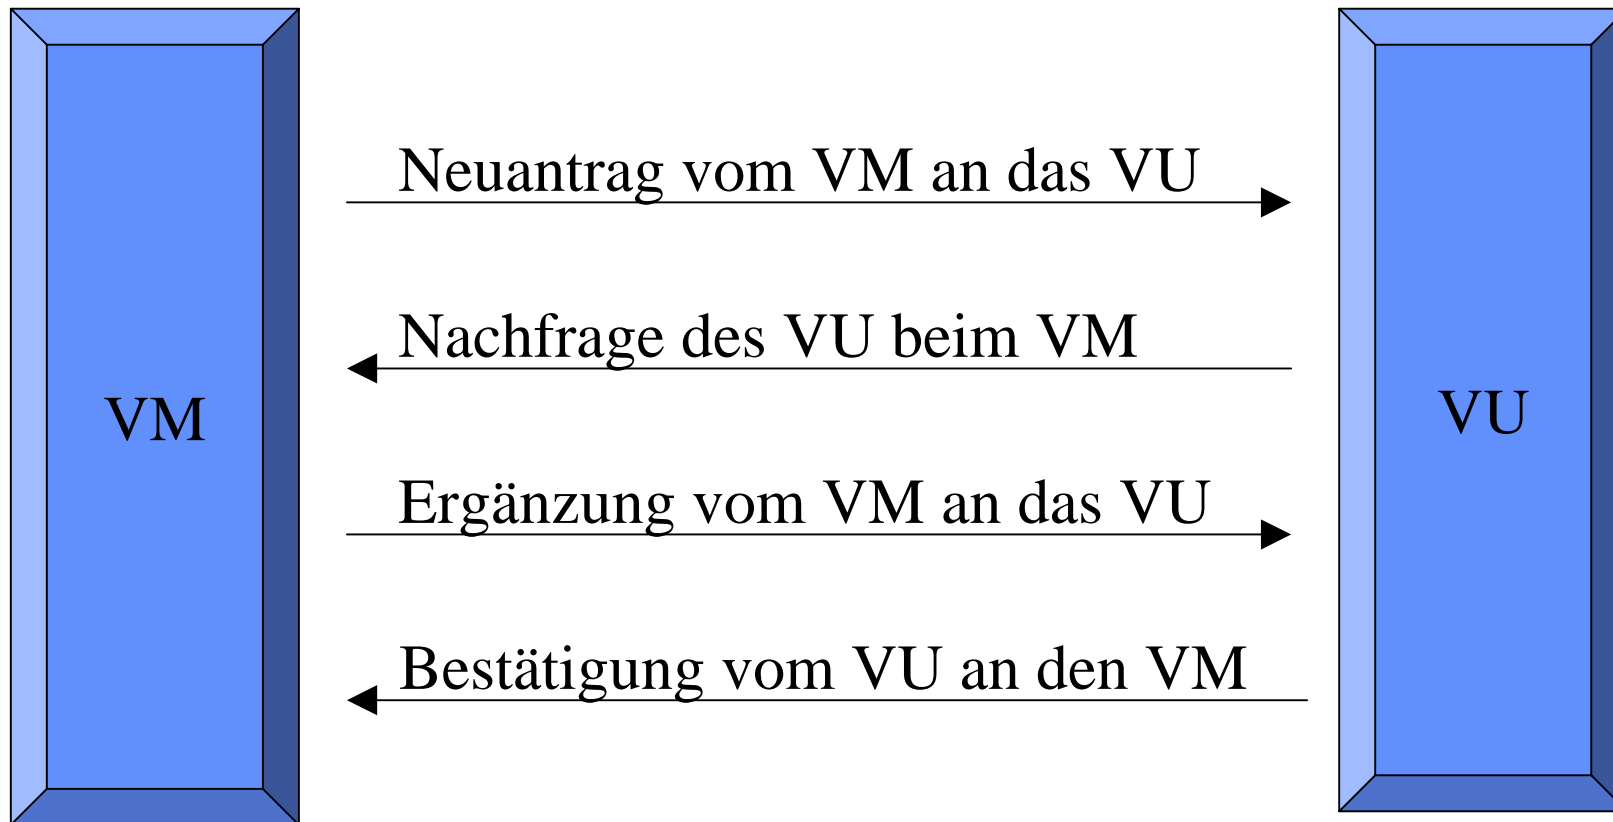 Neuantrag vom VM an das VU
Nachfrage des VU beim VM
VM
VU
Ergänzung vom VM an das VU
Bestätigung vom VU an den VM